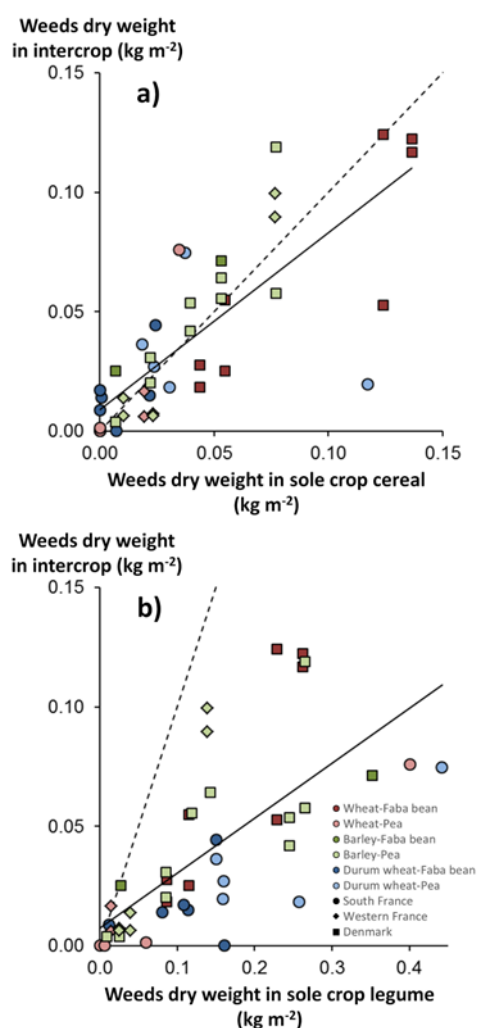 Weeds dry weight
in intercrop (kg m-2)
0.15
a)
0.10
0.05
0.00
0.00 0.05 0.10 0.15
Weeds dry weight in sole crop cereal
(kg m-2)
Weeds dry weight
in intercrop (kg m-2)
0.15
b)
0.10
Wheat-Faba bean
Wheat-Pea
Barley-Faba bean
0.05
Barley-Pea
Durum wheat-Faba bean
Durum wheat-Pea
South France
Western France
Denmark
0.00
0.0 0.1 0.2 0.3 0.4
Weeds dry weight in sole crop legume
(kg m-2)